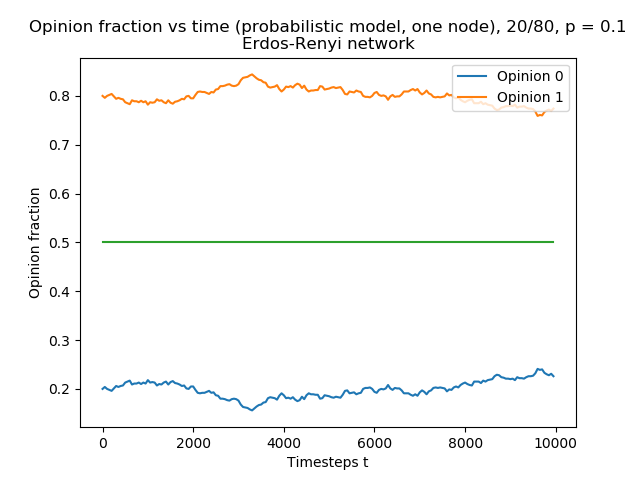 Opinion fraction vs time (probabilistic model, one node), 20/80, p = 0.1
Erdos-Renyi network
Opinion 0
Opinion 1
0.8
0.7
0.6
0.5
0.4
0.3
0.2
Opinion fraction
0
2000
4000
6000
8000
10000
Timesteps t